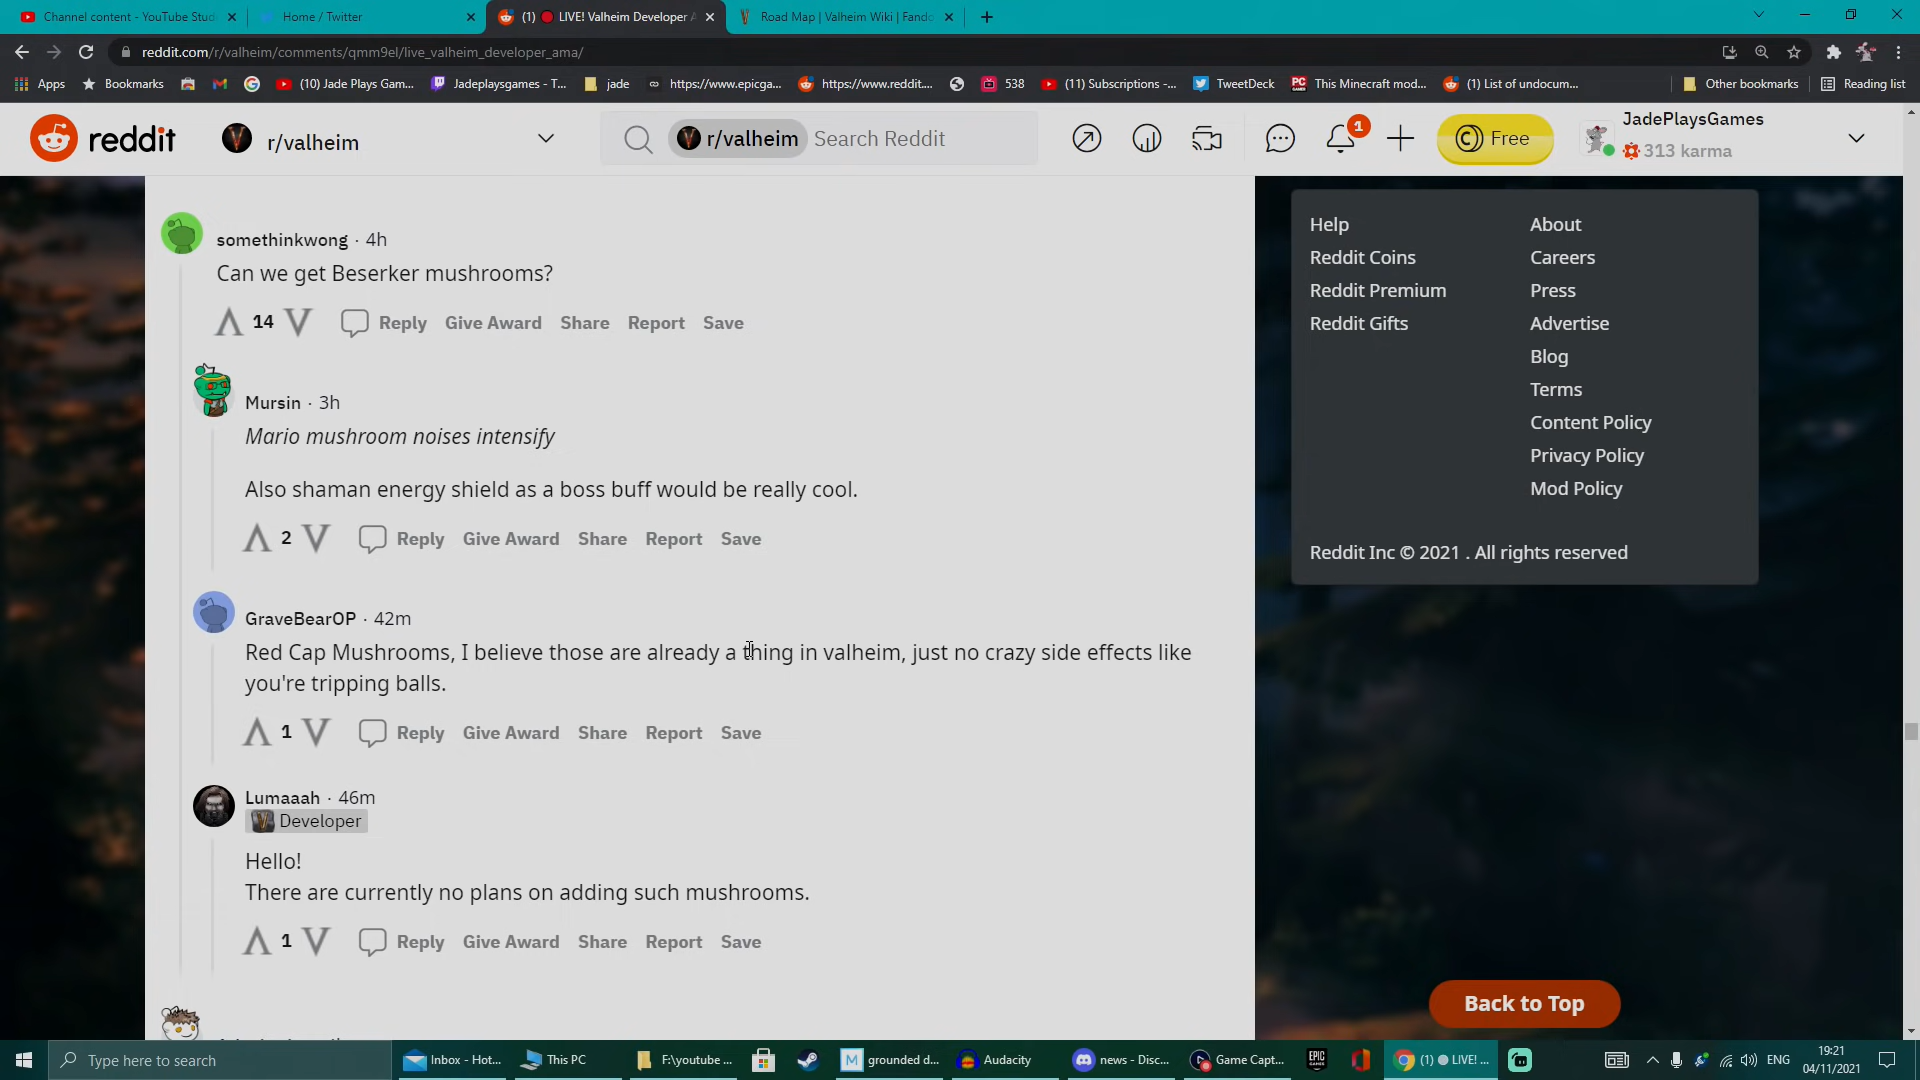 Channel content - YouTube Stud
Home / Twitter
(1) 🔴 LIVE! Valheim Developer A
Road Map | Valheim Wiki | Fando
reddit.com/r/valheim/comments/qmm9el/live_valheim_developer_ama/
Apps
Bookmarks
(10) Jade Plays Gam...
Jadeplaysgames - T...
jade
https://www.epicga...
https://www.reddit....
538
(11) Subscriptions -...
TweetDeck
This Minecraft mod...
(1) List of undocum...
Other bookmarks
Reading list
reddit
r/valheim
r/valheim
Search Reddit
1
Free
JadePlaysGames
313 karma
somethinkwong · 4h
Can we get Beserker mushrooms?
14 Reply Give Award Share Report Save
Mursin · 3h
Mario mushroom noises intensify
Also shaman energy shield as a boss buff would be really cool.
2 Reply Give Award Share Report Save
GraveBearOP · 42m
Red Cap Mushrooms, I believe those are already a thing in valheim, just no crazy side effects like
you're tripping balls.
1 Reply Give Award Share Report Save
Lumaaah · 46m
Developer
Hello!
There are currently no plans on adding such mushrooms.
1 Reply Give Award Share Report Save
Help
About
Reddit Coins
Careers
Reddit Premium
Press
Reddit Gifts
Advertise
Blog
Terms
Content Policy
Privacy Policy
Mod Policy
Reddit Inc © 2021 . All rights reserved
Back to Top
Type here to search
Inbox - Hot...
This PC
F:\youtube ...
grounded d...
Audacity
news - Disc...
Game Capt...
EPIC GAMES
(1) LIVE! ...
ENG
19:21
04/11/2021